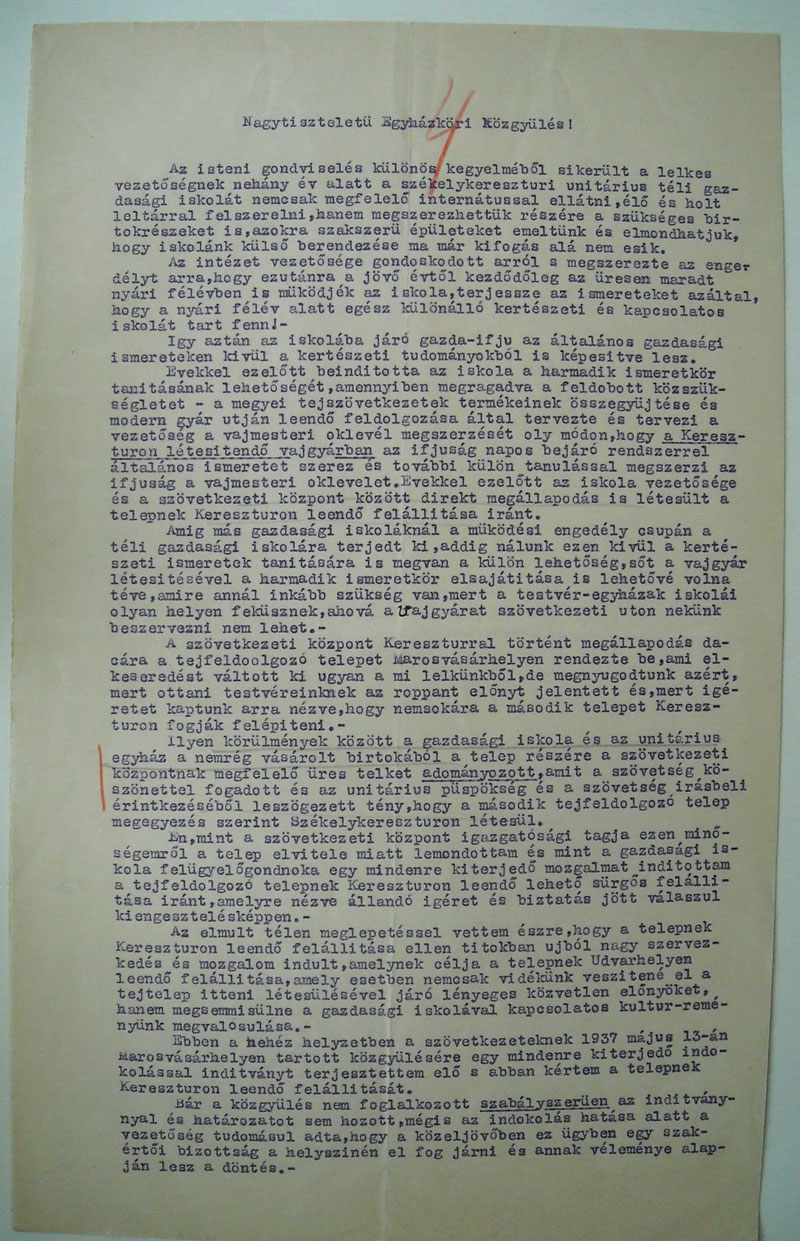 4
Nagytiszteletü Egyházköri Közgyülés!
Az isteni gondviselés különös kegyelméből sikerült a lelkes
vezetőségnek nehány év alatt a székelykereszturi unitárius téli gaz-
dasági iskolát nemcsak megfelelő internátussal ellátni,élő és holt
leltárral felszerelni,hanem megszerezhettük részére a szükséges bir-
tokrészeket is,azokra szakszerü épületeket emeltünk és elmondhatjuk,
hogy iskolánk külső berendezése ma már kifogás alá nem esik.
Az intézet vezetősége gondoskodott arról s megszerezte az enge-
délyt arra,hogy ezutánra a jövő évtől kezdődőleg az üresen maradt
nyári félévben is müködjék az iskola,terjessze az ismereteket azáltal,
hogy a nyári félév alatt egész különálló kertészeti és kapcsolatos
iskolát tart fenn!-
Igy aztán az iskolába járó gazda-ifju az általános gazdasági
ismereteken kivül a kertészeti tudományokból is képesitve lesz.
Évekkel ezelőtt beinditotta az iskola a harmadik ismeretkör
tanitásának lehetőségét,amennyiben megragadva a feldobott közszük-
ségletet - a megyei tejszövetkezetek termékeinek összegyüjtése és
modern gyár utján leendő feldolgozása által tervezte és tervezi a
vezetőség a vajmesteri oklevél megszerzését oly módon,hogy a Keresz-
turon létesitendő vajgyárban az ifjuság napos bejáró rendszerrel
általános ismeretet szerez és további külön tanulással megszerzi az
ifjuság a vajmesteri oklevelet.Évekkel ezelőtt az iskola vezetősége
és a szövetkezeti központ között direkt megállapodás is létesült a
telepnek Kereszturon leendő felállitása iránt.
Amig más gazdasági iskoláknál a müködési engedély csupán a
téli gazdasági iskolára terjedt ki,addig nálunk ezen kivül a kerté-
szeti ismeretek tanitására is megvan a külön lehetőség,sőt a vajgyár
létesitésével a harmadik ismeretkör elsajátitása is lehetővé volna
téve,amire annál inkább szükség van,mert a testvér-egyházak iskolái
olyan helyen feküsznek,ahová a vajgyárat szövetkezeti uton nekünk
beszervezni nem lehet.-
A szövetkezeti központ Kereszturral történt megállapodás da-
cára a tejfeldoolgozó telepet Marosvásárhelyen rendezte be,ami el-
keseredést váltott ki ugyan a mi lelkünkből,de megnyugodtunk azért,
mert ottani testvéreinknek az roppant előnyt jelentett és,mert igé-
retet kaptunk arra nézve,hogy nemsokára a második telepet Keresz-
turon fogják felépiteni.-
Ilyen körülmények között a gazdasági iskola és az unitárius
egyház a nemrég vásárolt birtokából a telep részére a szövetkezeti
központnak megfelelő üres telket adományozott,amit a szövetség kö-
szönettel fogadott és az unitárius püspökség és a szövetség irásbeli
érintkezéséből leszögezett tény,hogy a második tejfeldolgozó telep
megegyezés szerint Székelykereszturon létesül.
Én,mint a szövetkezeti központ igazgatósági tagja ezen minő-
ségemről a telep elvitele miatt lemondottam és mint a gazdasági is-
kola felügyelőgondnoka egy mindenre kiterjedő mozgalmat inditottam
a tejfeldolgozó telepnek Kereszturon leendő lehető sürgős felálli-
tása iránt,amelyre nézve állandó igéret és biztatás jött válaszul
kiengesztelésképpen.-
Az elmult télen meglepetéssel vettem észre,hogy a telepnek
Kereszturon leendő felállitása ellen titokban ujból nagy szervez-
kedés és mozgalom indult,amelynek célja a telepnek Udvarhelyen
leendő felállitása,amely esetben nemcsak vidékünk veszitené el a
tejtelep itteni létesülésével járó lényeges közvetlen előnyöket,
hanem megsemmisülne a gazdasági iskolával kapcsolatos kultur-remé-
nyünk megvalosulása.-
Ebben a nehéz helyzetben a szövetkezeteknek 1937 május 13-án
Marosvásárhelyen tartott közgyülésére egy mindenre kiterjedő indo-
kolással inditványt terjesztettem elő s abban kértem a telepnek
Kereszturon leendő felállitását.
Bár a közgyülés nem foglalkozott szabályszerüen az inditvány-
nyal és határozatot sem hozott,mégis az indokolás hatása alatt a
vezetőség tudomásul adta,hogy a közeljövőben ez ügyben egy szak-
értői bizottság a helyszinén el fog járni és annak véleménye alap-
ján lesz a döntés.-